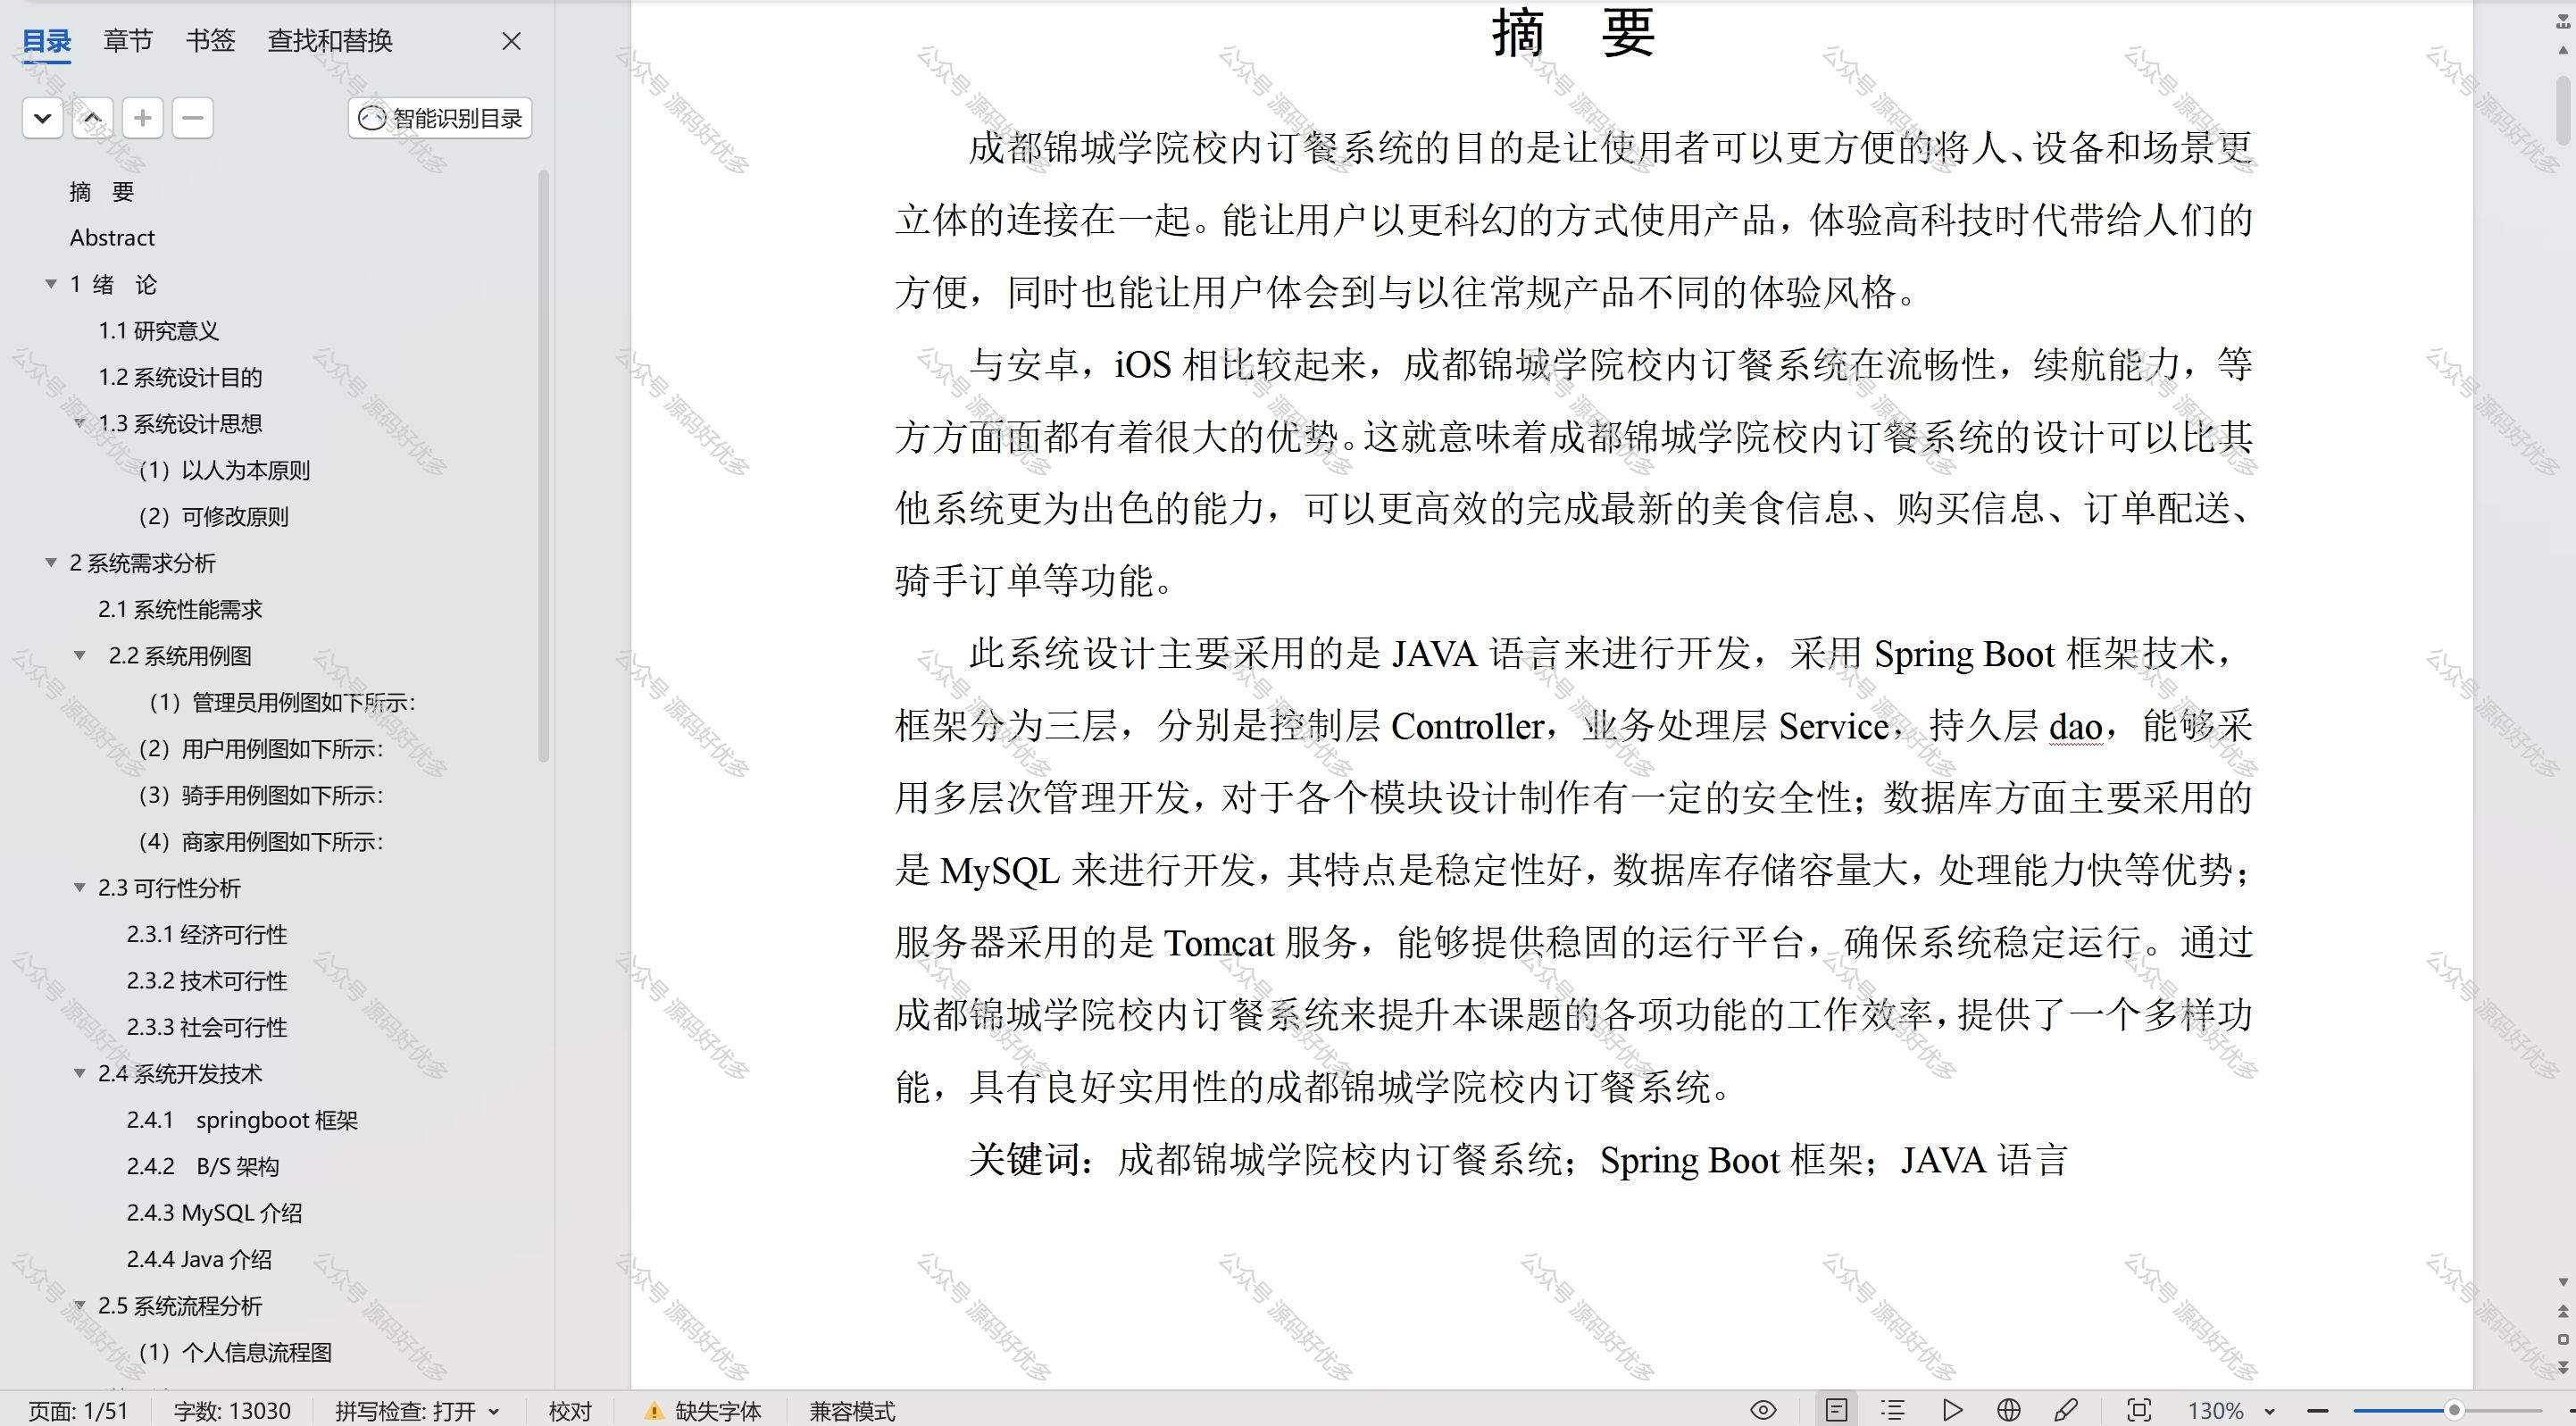 目录 章节 书签 查找和替换
智能识别目录
摘 要
Abstract
1 绪 论
1.1 研究意义
1.2 系统设计目的
1.3 系统设计思想
（1）以人为本原则
（2）可修改原则
2 系统需求分析
2.1 系统性能需求
2.2 系统用例图
（1）管理员用例图如下所示：
（2）用户用例图如下所示：
（3）骑手用例图如下所示：
（4）商家用例图如下所示：
2.3 可行性分析
2.3.1 经济可行性
2.3.2 技术可行性
2.3.3 社会可行性
2.4 系统开发技术
2.4.1 springboot 框架
2.4.2 B/S 架构
2.4.3 MySQL 介绍
2.4.4 Java 介绍
2.5 系统流程分析
（1）个人信息流程图
摘 要
成都锦城学院校内订餐系统的目的是让使用者可以更方便的将人、设备和场景更
立体的连接在一起。能让用户以更科幻的方式使用产品，体验高科技时代带给人们的
方便，同时也能让用户体会到与以往常规产品不同的体验风格。
与安卓，iOS 相比较起来，成都锦城学院校内订餐系统在流畅性，续航能力，等
方方面面都有着很大的优势。这就意味着成都锦城学院校内订餐系统的设计可以比其
他系统更为出色的能力，可以更高效的完成最新的美食信息、购买信息、订单配送、
骑手订单等功能。
此系统设计主要采用的是 JAVA 语言来进行开发，采用 Spring Boot 框架技术，
框架分为三层，分别是控制层 Controller，业务处理层 Service，持久层 dao，能够采
用多层次管理开发，对于各个模块设计制作有一定的安全性；数据库方面主要采用的
是 MySQL 来进行开发，其特点是稳定性好，数据库存储容量大，处理能力快等优势；
服务器采用的是 Tomcat 服务，能够提供稳固的运行平台，确保系统稳定运行。通过
成都锦城学院校内订餐系统来提升本课题的各项功能的工作效率，提供了一个多样功
能，具有良好实用性的成都锦城学院校内订餐系统。
关键词：成都锦城学院校内订餐系统；Spring Boot 框架；JAVA 语言
公众号 源码好优多
页面: 1/51 字数: 13030 拼写检查: 打开 校对 缺失字体 兼容模式 130%